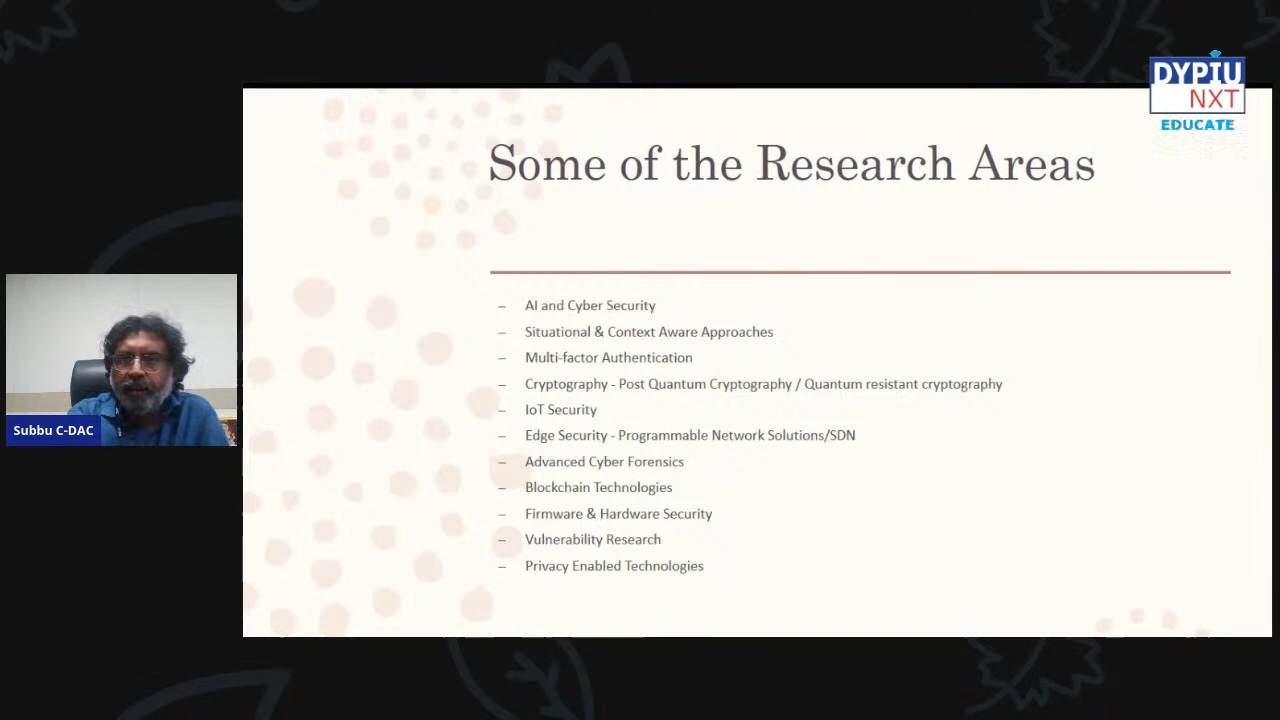 DYPIU
NXT
EDUCATE
Some of the Research Areas
– AI and Cyber Security
– Situational & Context Aware Approaches
– Multi-factor Authentication
– Cryptography - Post Quantum Cryptography / Quantum resistant cryptography
– IoT Security
– Edge Security - Programmable Network Solutions/SDN
– Advanced Cyber Forensics
– Blockchain Technologies
– Firmware & Hardware Security
– Vulnerability Research
– Privacy Enabled Technologies
Subbu C-DAC